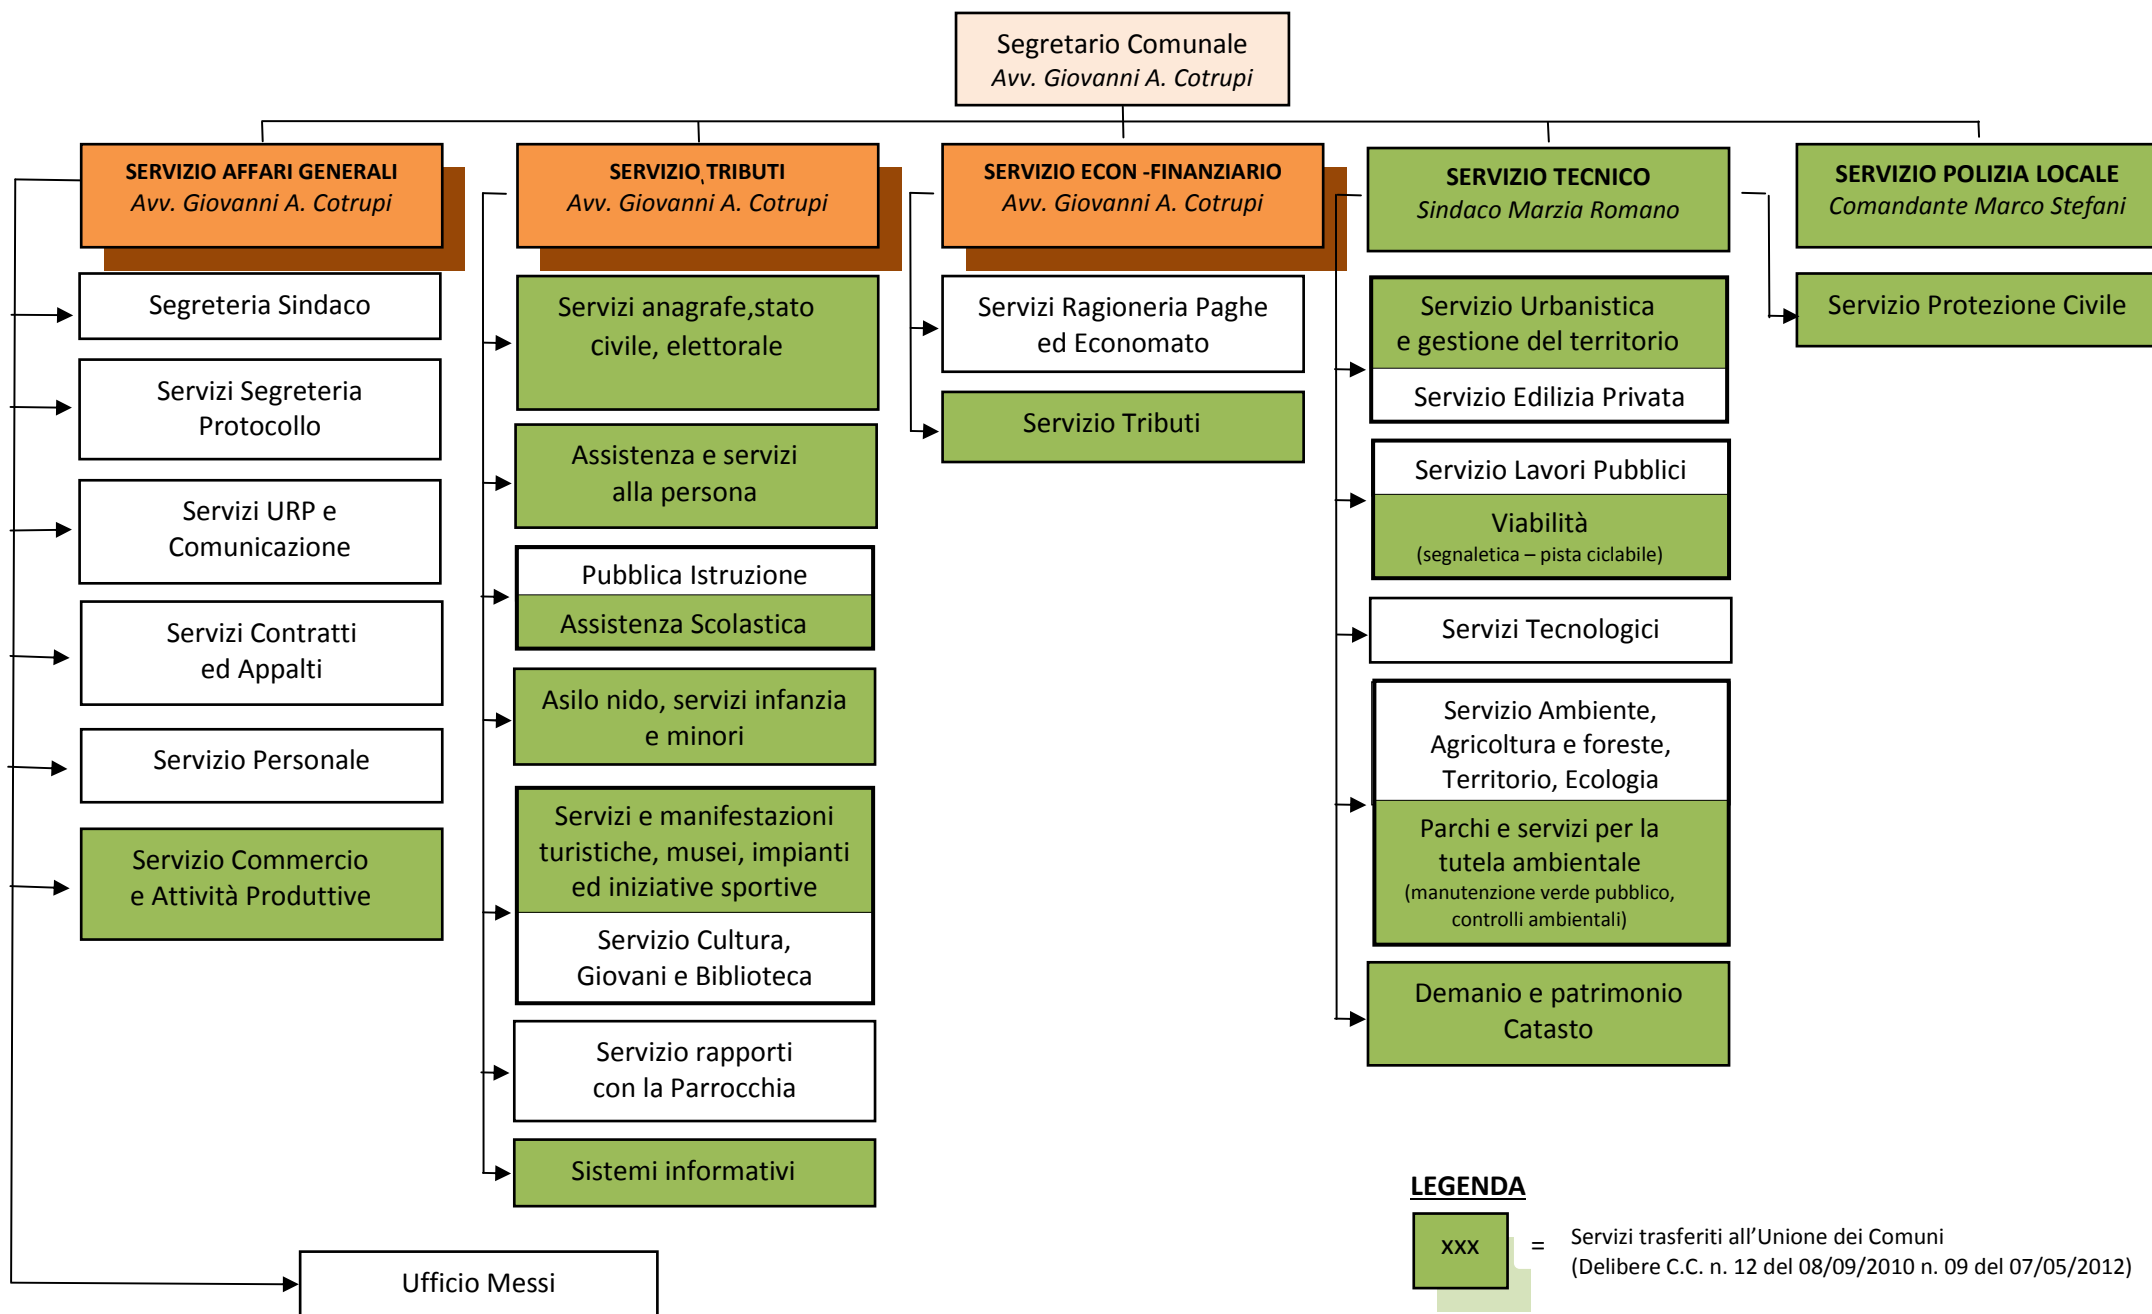 Segretario Comunale
Avv. Giovanni A. Cotrupi
SERVIZIO AFFARI GENERALI
Avv. Giovanni A. Cotrupi
SERVIZIO TRIBUTI
Avv. Giovanni A. Cotrupi
SERVIZIO ECON -FINANZIARIO
Avv. Giovanni A. Cotrupi
SERVIZIO TECNICO
Sindaco Marzia Romano
SERVIZIO POLIZIA LOCALE
Comandante Marco Stefani
Segreteria Sindaco
Servizi Segreteria
Protocollo
Servizi URP e
Comunicazione
Servizi Contratti
ed Appalti
Servizio Personale
Servizio Commercio
e Attività Produttive
Ufficio Messi
Servizi anagrafe,stato
civile, elettorale
Assistenza e servizi
alla persona
Pubblica Istruzione
Assistenza Scolastica
Asilo nido, servizi infanzia
e minori
Servizi e manifestazioni
turistiche, musei, impianti
ed iniziative sportive
Servizio Cultura,
Giovani e Biblioteca
Servizio rapporti
con la Parrocchia
Sistemi informativi
Servizi Ragioneria Paghe
ed Economato
Servizio Tributi
Servizio Urbanistica
e gestione del territorio
Servizio Edilizia Privata
Servizio Lavori Pubblici
Viabilità
(segnaletica – pista ciclabile)
Servizi Tecnologici
Servizio Ambiente,
Agricoltura e foreste,
Territorio, Ecologia
Parchi e servizi per la
tutela ambientale
(manutenzione verde pubblico,
controlli ambientali)
Demanio e patrimonio
Catasto
Servizio Protezione Civile
LEGENDA
xxx = Servizi trasferiti all'Unione dei Comuni
(Delibere C.C. n. 12 del 08/09/2010 n. 09 del 07/05/2012)